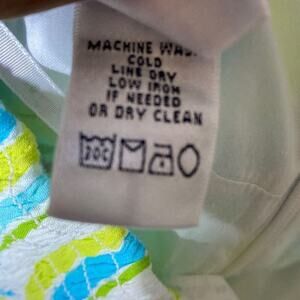 MACHINE WAS
COLD
LINE DRY
LOW IRON
IF NEEDED
OR DRY CLEAN
30C